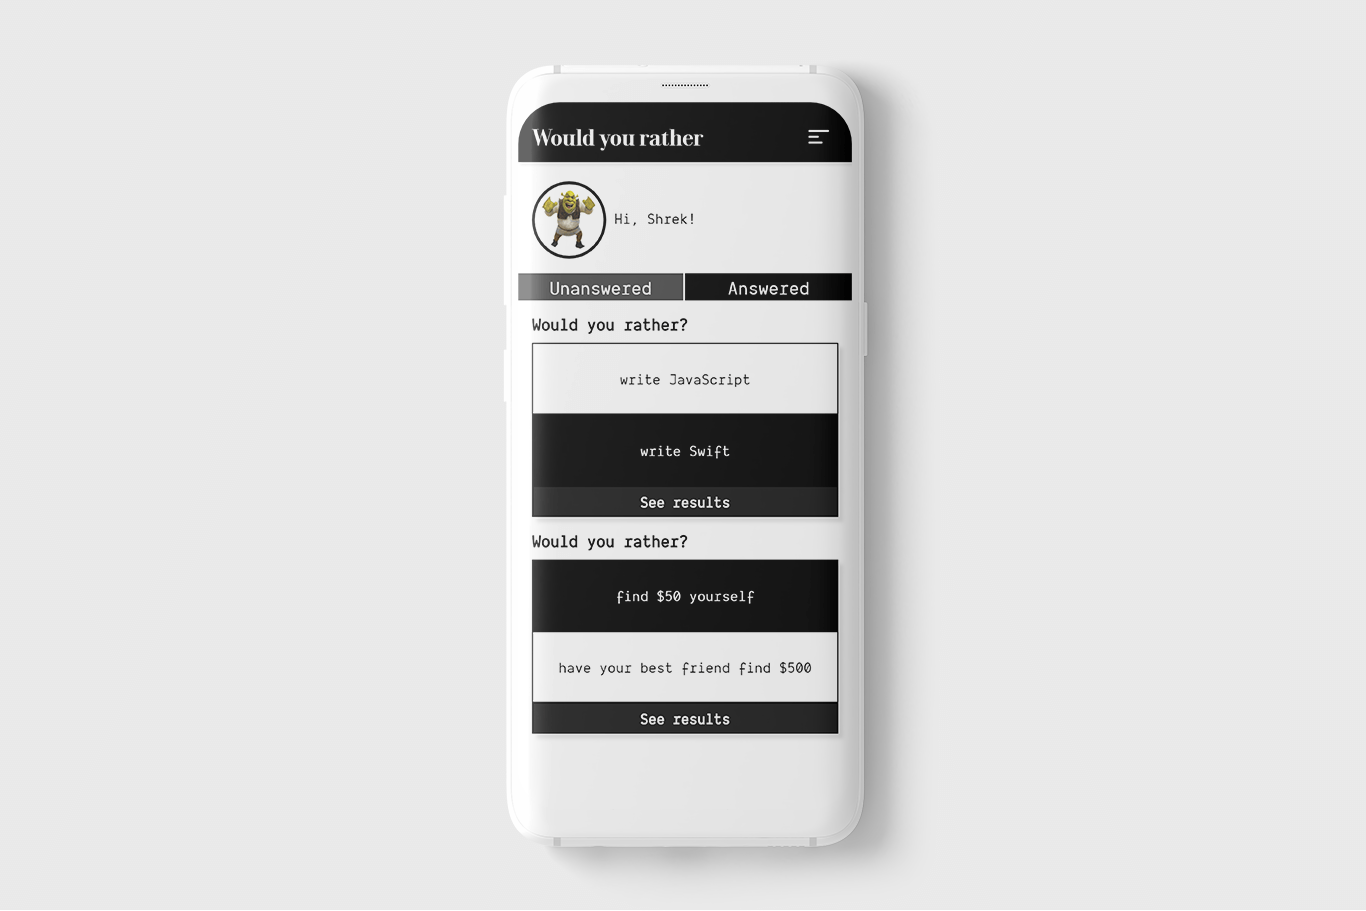 Would you rather
Hi, Shrek!
Unanswered Answered
Would you rather?
write JavaScript
write Swift
See results
Would you rather?
find $50 yourself
have your best friend find $500
See results